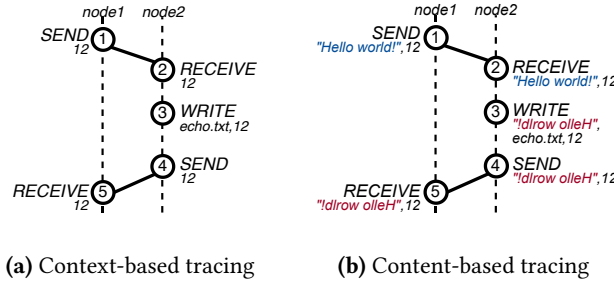 node1 node2
SEND
12
1
2
RECEIVE
12
3
WRITE
echo.txt,12
4
SEND
12
RECEIVE
12
5
(a) Context-based tracing
node1 node2
SEND
"Hello world!",12
1
2
RECEIVE
"Hello world!",12
3
WRITE
"!dlrow olleH",
echo.txt,12
4
SEND
"!dlrow olleH",12
RECEIVE
"!dlrow olleH",12
5
(b) Content-based tracing